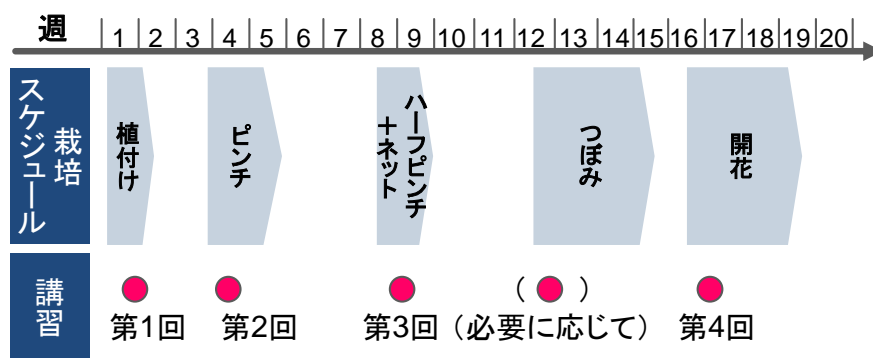 週 1 2 3 4 5 6 7 8 9 10 11 12 13 14 15 16 17 18 19 20
栽培
スケジュール
植付け
ピンチ
ハーフピンチ
＋ネット
つぼみ
開花
講習
（ ）
第1回 第2回 第3回（必要に応じて） 第4回